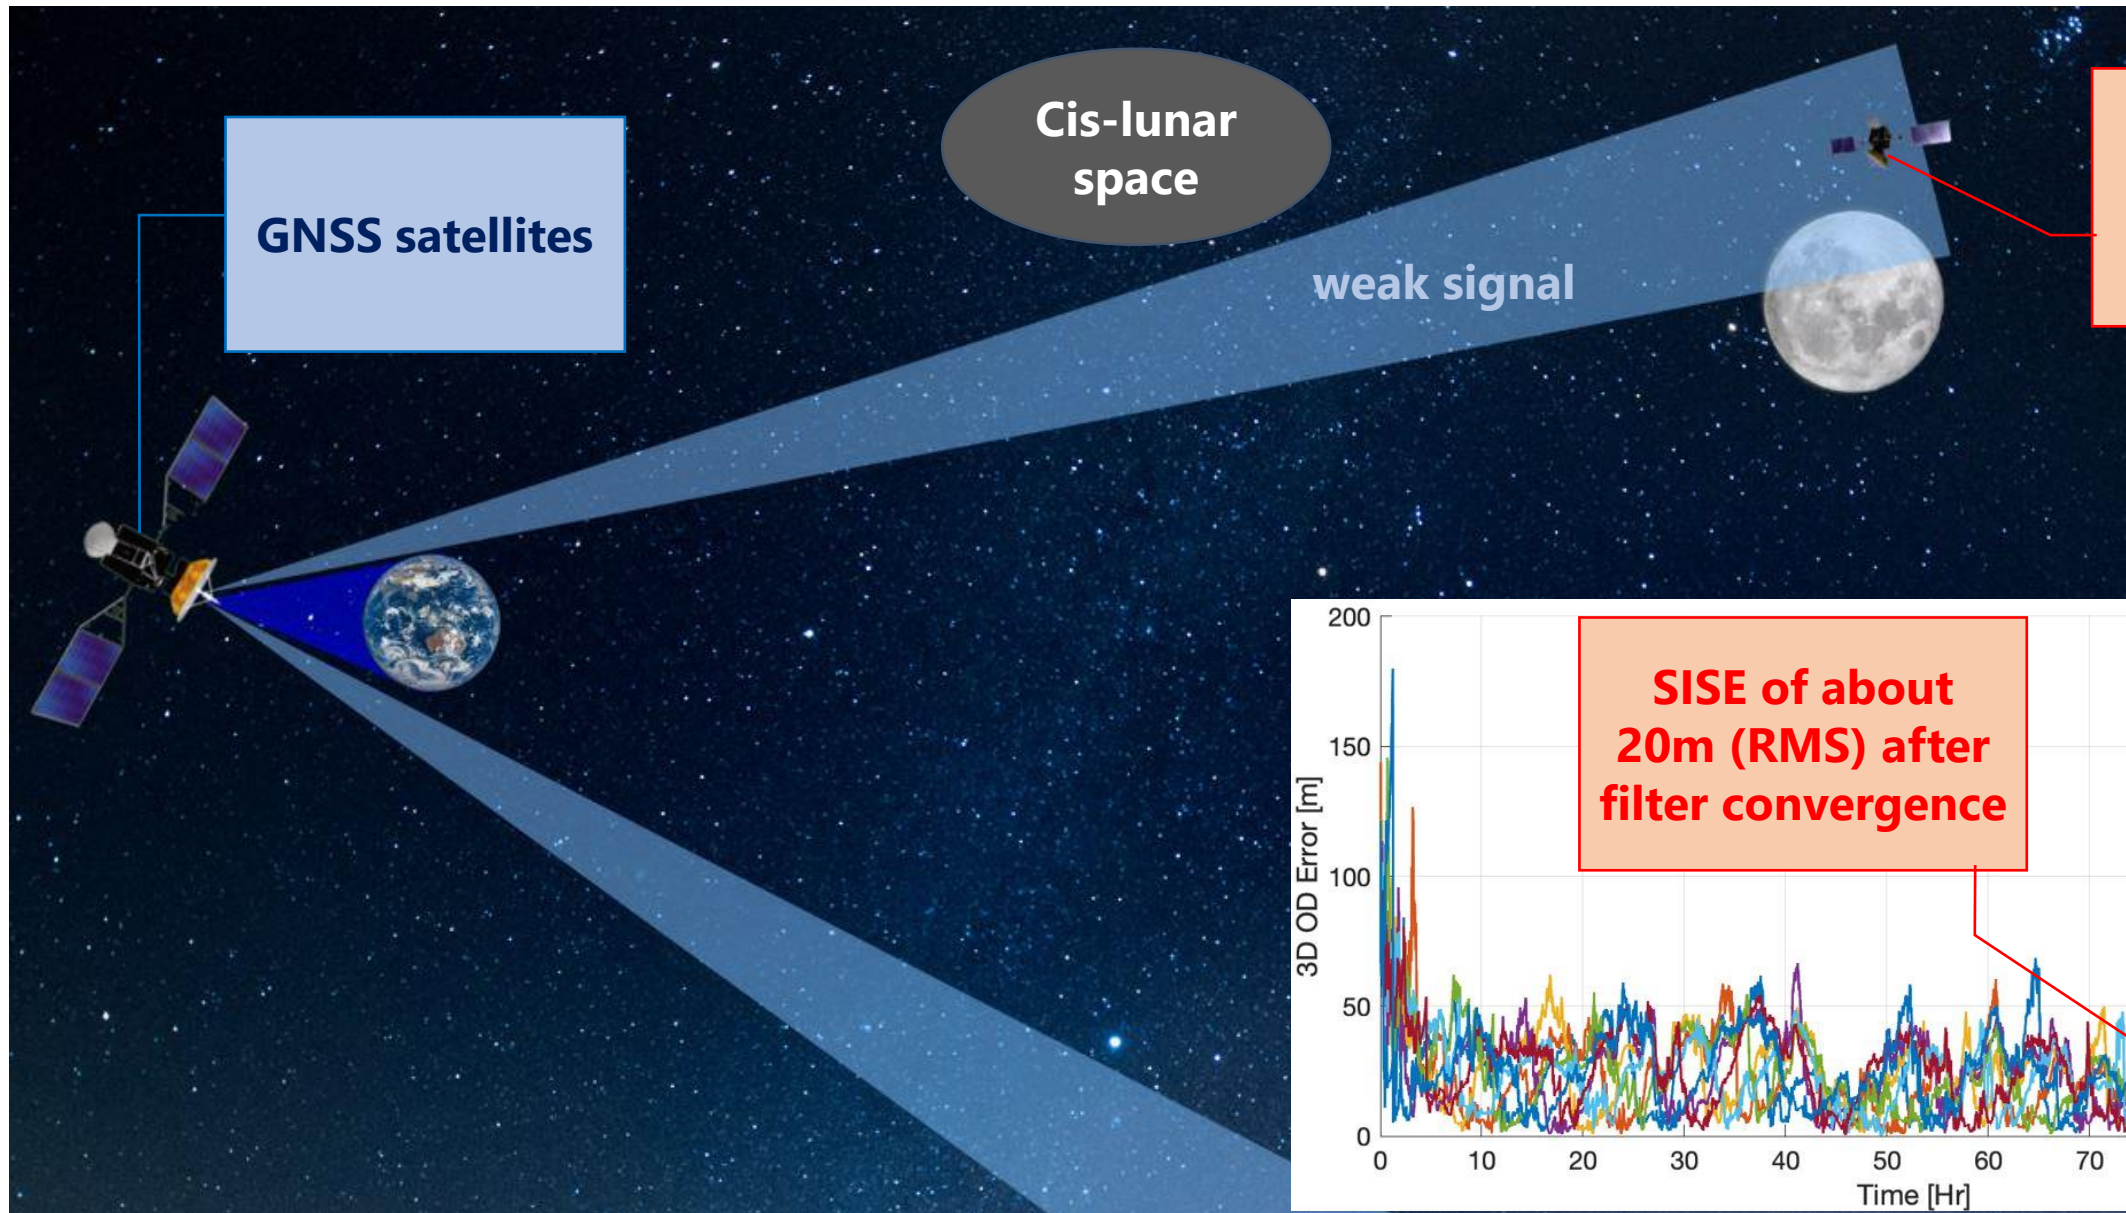 Cis-lunar
space
GNSS satellites
weak signal
SISE of about
20m (RMS) after
filter convergence
3D OD Error [m]
200
150
100
50
0
0 10 20 30 40 50 60 70
Time [Hr]